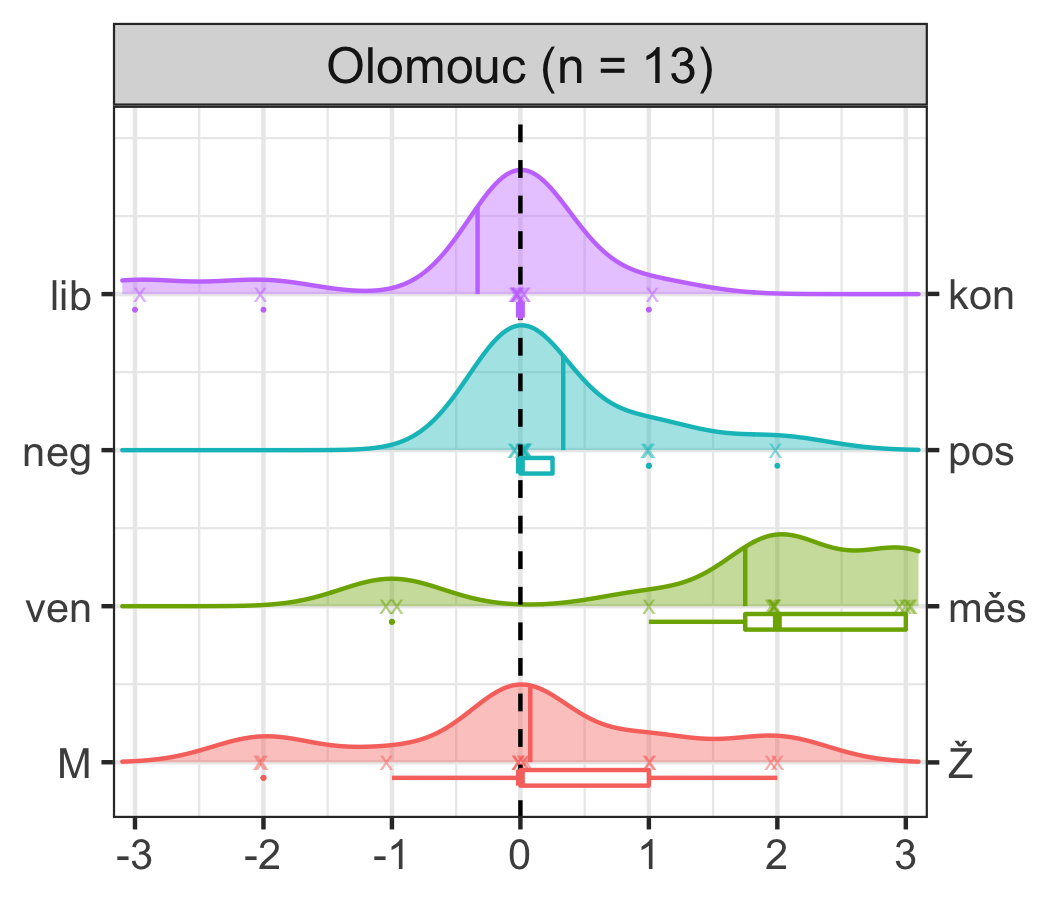 Olomouc (n = 13)
lib kon
neg pos
ven měs
M Ž
-3 -2 -1 0 1 2 3